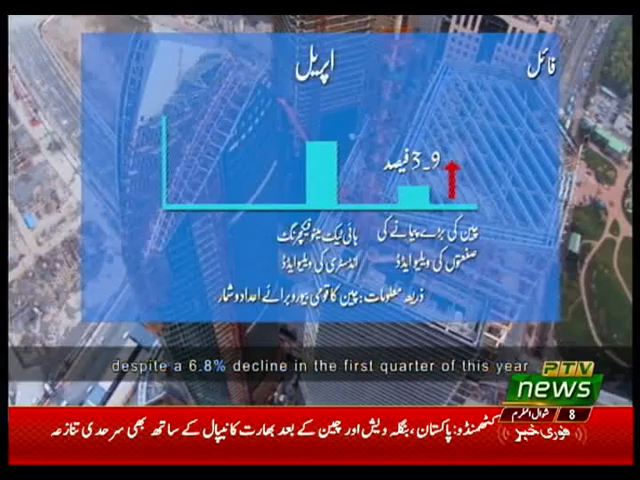 فائل
اپریل
3_9 فیصد
چین کی بڑے پیمانے کی
صنعتوں کی ویلیو ایڈڈ
ہائی ٹیک مینوفیکچرنگ
انڈسٹری کی ویلیو ایڈڈ
ذریعہ معلومات: چین کا قومی بیورو برائے اعداد و شمار
despite a 6.8% decline in the first quarter of this year
PTV
news
8 شوال المکرم
فوری خبر
کٹھمنڈو: پاکستان، بنگلہ دیش اور چین کے بعد بھارت کا نیپال کے ساتھ بھی سرحدی تنازعہ